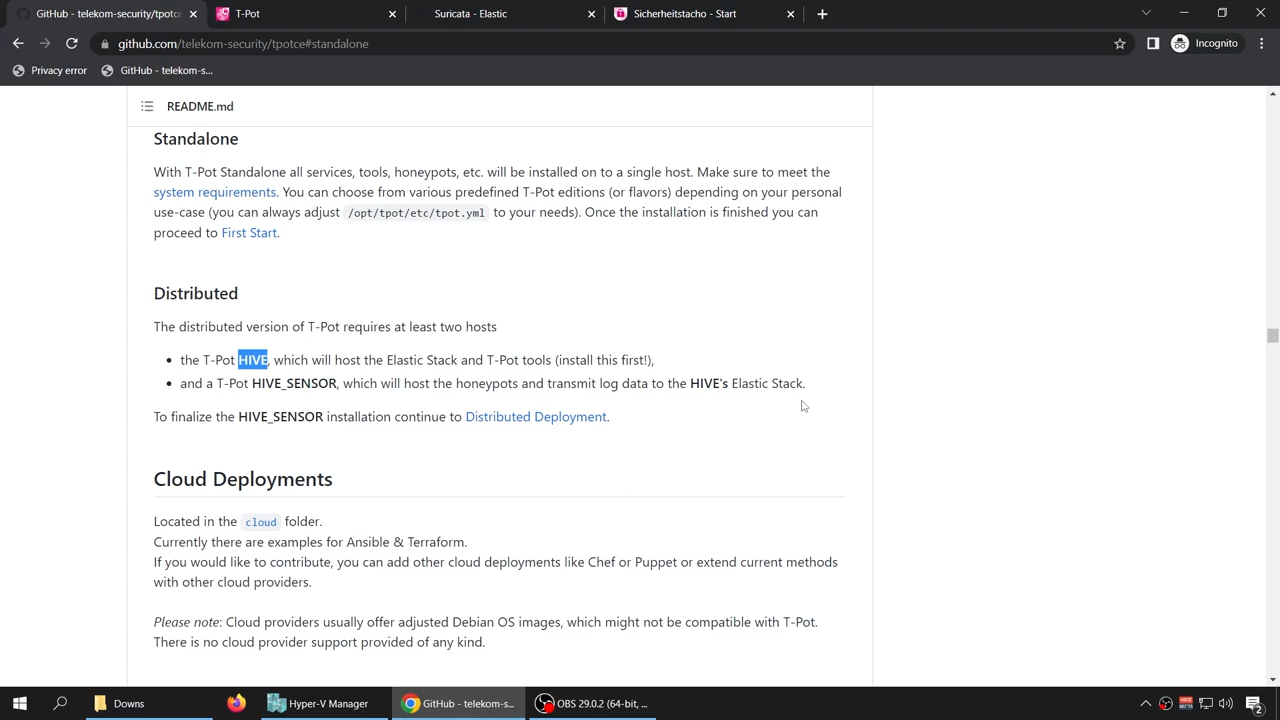 GitHub - telekom-security/tpotce
T-Pot
Suricata - Elastic
Sicherheitstacho - Start
github.com/telekom-security/tpotce#standalone
Incognito
Privacy error
GitHub - telekom-s...
README.md
Standalone
With T-Pot Standalone all services, tools, honeypots, etc. will be installed on to a single host. Make sure to meet the
system requirements. You can choose from various predefined T-Pot editions (or flavors) depending on your personal
use-case (you can always adjust /opt/tpot/etc/tpot.yml to your needs). Once the installation is finished you can
proceed to First Start.
Distributed
The distributed version of T-Pot requires at least two hosts
the T-Pot HIVE, which will host the Elastic Stack and T-Pot tools (install this first!),
and a T-Pot HIVE_SENSOR, which will host the honeypots and transmit log data to the HIVE's Elastic Stack.
To finalize the HIVE_SENSOR installation continue to Distributed Deployment.
Cloud Deployments
Located in the cloud folder.
Currently there are examples for Ansible & Terraform.
If you would like to contribute, you can add other cloud deployments like Chef or Puppet or extend current methods
with other cloud providers.
Please note: Cloud providers usually offer adjusted Debian OS images, which might not be compatible with T-Pot.
There is no cloud provider support provided of any kind.
Downs
Hyper-V Manager
GitHub - telekom-s...
OBS 29.0.2 (64-bit, ...
2